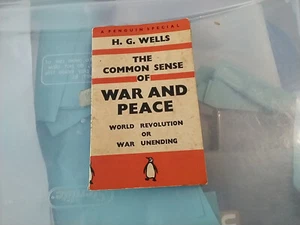 A PENGUIN SPECIAL
H. G. WELLS
THE
COMMON SENSE
OF
WAR AND
PEACE
WORLD REVOLUTION
OR
WAR UNENDING